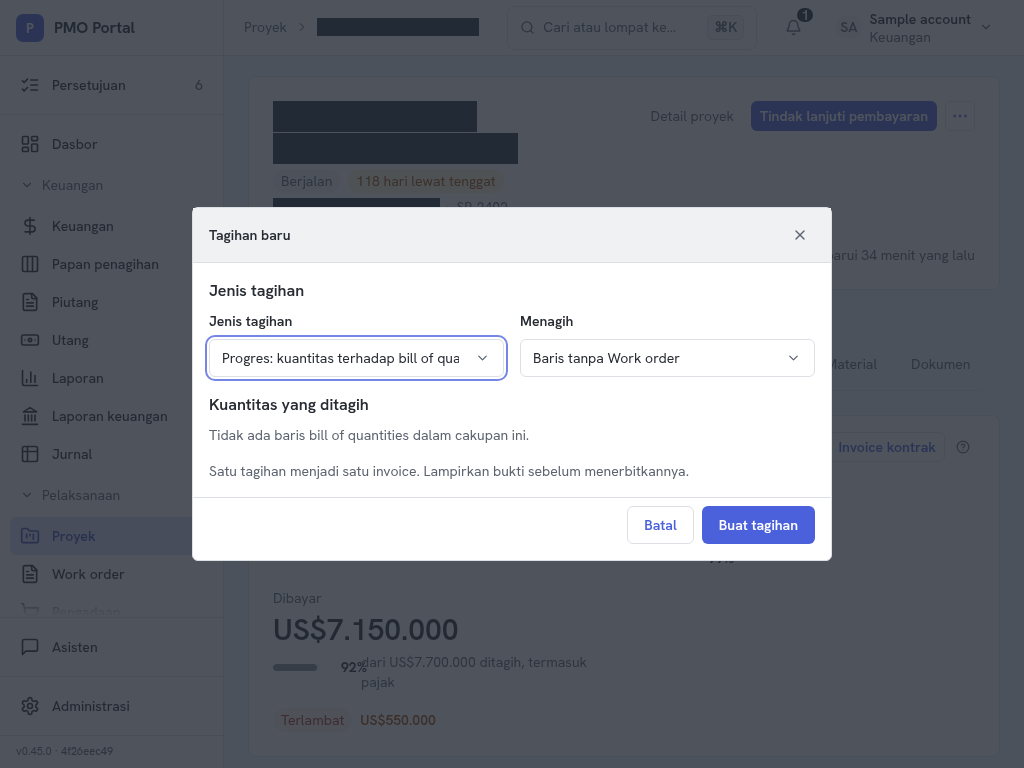 P PMO Portal
Proyek
Cari atau lompat ke...
⌘K
1
SA
Sample account
Keuangan
Persetujuan 6
Dasbor
Keuangan
Keuangan
Papan penagihan
Piutang
Utang
Laporan
Laporan keuangan
Jurnal
Pelaksanaan
Proyek
Work order
Pengadaan
Asisten
Administrasi
v0.45.0 · 4f26eec49
Detail proyek
Tindak lanjuti pembayaran
Berjalan
118 hari lewat tenggat
34 menit yang lalu
Material
Dokumen
Invoice kontrak
Tagihan baru
Jenis tagihan
Jenis tagihan
Menagih
Progres: kuantitas terhadap bill of qua
Baris tanpa Work order
Kuantitas yang ditagih
Tidak ada baris bill of quantities dalam cakupan ini.
Satu tagihan menjadi satu invoice. Lampirkan bukti sebelum menerbitkannya.
Batal
Buat tagihan
Dibayar
US$7.150.000
92%
dari US$7.700.000 ditagih, termasuk
pajak
Terlambat
US$550.000